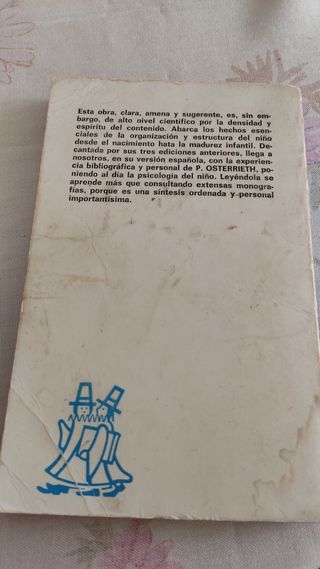 Esta obra, clara, amena y sugerente, es, sin em-
bargo, de alto nivel científico por la densidad y
espíritu del contenido. Abarca los hechos esen-
ciales de la organización y estructura del niño
desde el nacimiento hata la madurez infantil. De-
cantada por sus tres ediciones anteriores, llega a
nosotros, en su versión española, con la experien-
cia bibliográfica y personal de P. OSTERRIETH, po-
niendo al día la psicología del niño. Leyéndola se
aprende más que consultando extensas monogra-
fías, porque es una síntesis ordenada y personal
importantísima.